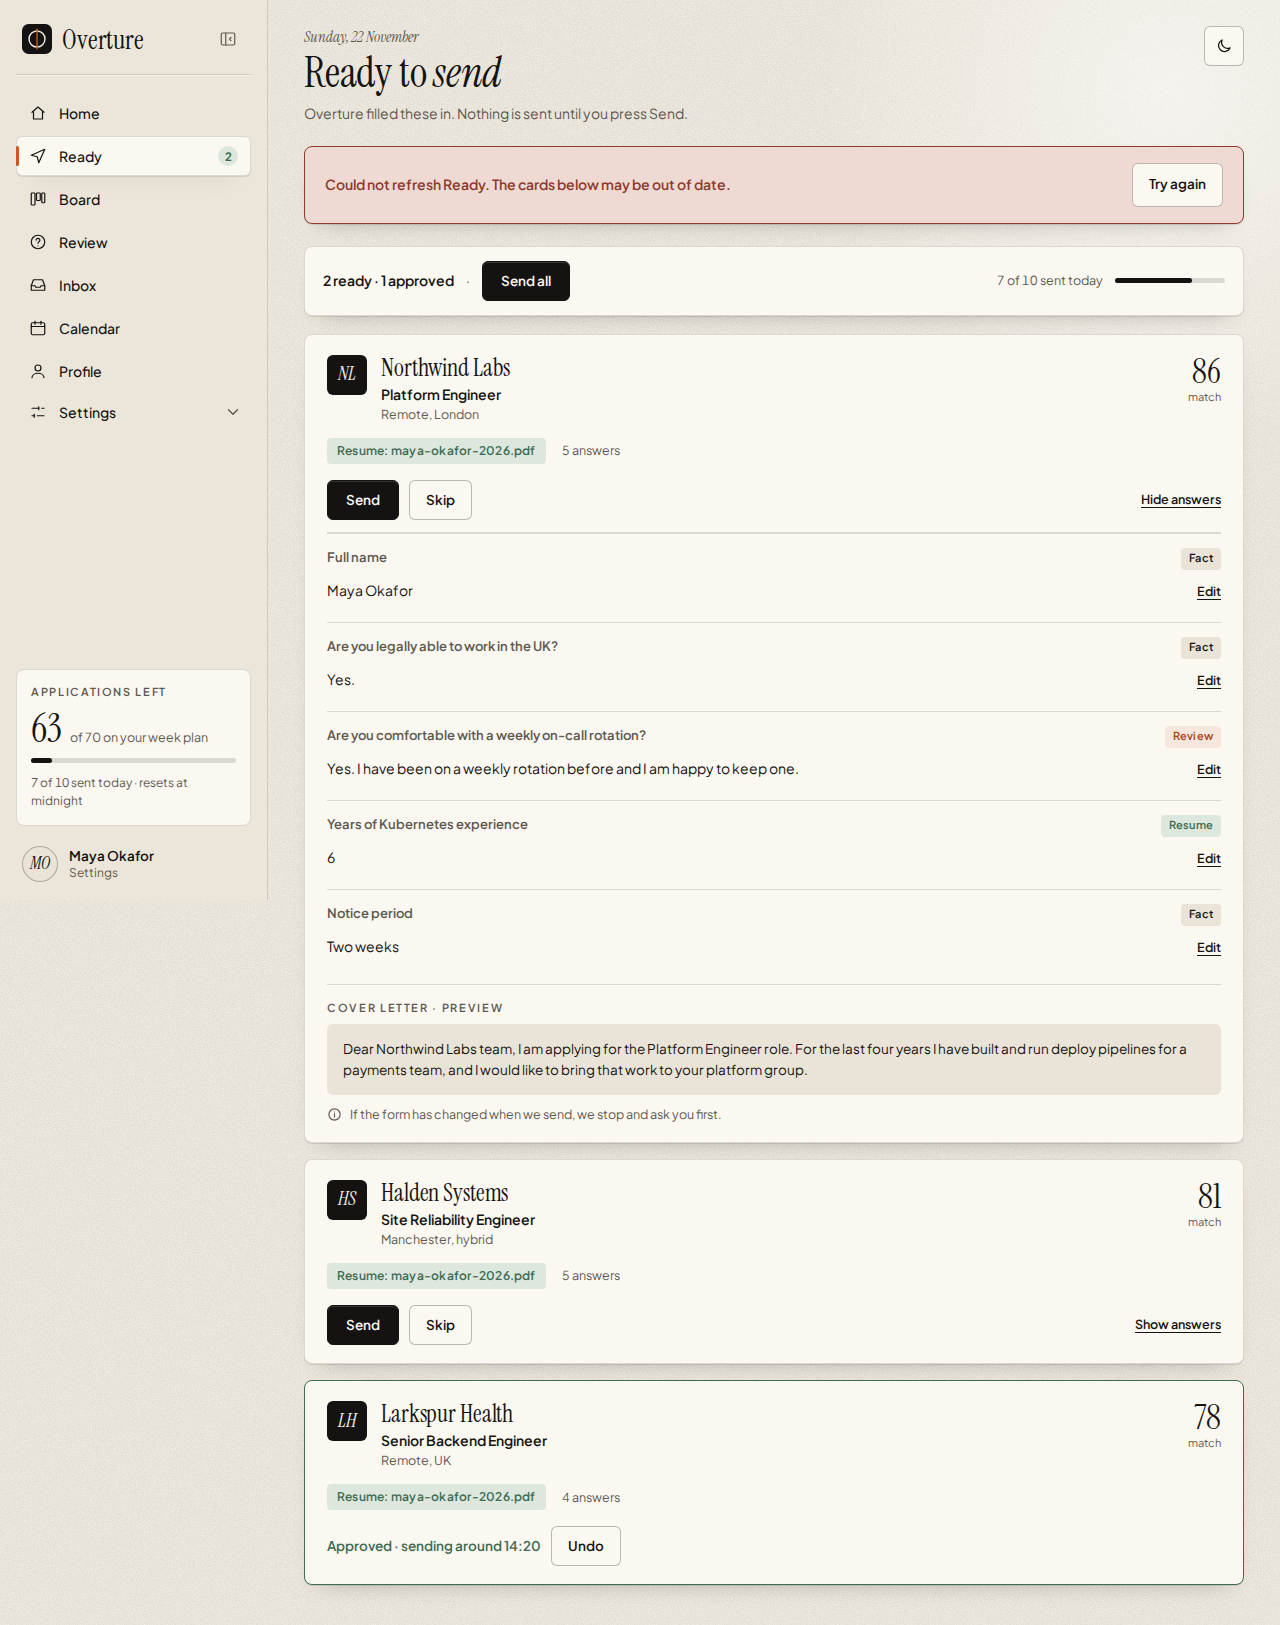 Overture
Home
Ready
2
Board
Review
Inbox
Calendar
Profile
Settings
APPLICATIONS LEFT
63 of 70 on your week plan
7 of 10 sent today · resets at
midnight
MO
Maya Okafor
Settings
Sunday, 22 November
Ready to send
Overture filled these in. Nothing is sent until you press Send.
Could not refresh Ready. The cards below may be out of date.
Try again
2 ready · 1 approved · Send all
7 of 10 sent today
NL
Northwind Labs
Platform Engineer
Remote, London
86
match
Resume: maya-okafor-2026.pdf
5 answers
Send
Skip
Hide answers
Full name
Fact
Maya Okafor
Edit
Are you legally able to work in the UK?
Fact
Yes.
Edit
Are you comfortable with a weekly on-call rotation?
Review
Yes. I have been on a weekly rotation before and I am happy to keep one.
Edit
Years of Kubernetes experience
Resume
6
Edit
Notice period
Fact
Two weeks
Edit
COVER LETTER · PREVIEW
Dear Northwind Labs team, I am applying for the Platform Engineer role. For the last four years I have built and run deploy pipelines for a
payments team, and I would like to bring that work to your platform group.
If the form has changed when we send, we stop and ask you first.
HS
Halden Systems
Site Reliability Engineer
Manchester, hybrid
81
match
Resume: maya-okafor-2026.pdf
5 answers
Send
Skip
Show answers
LH
Larkspur Health
Senior Backend Engineer
Remote, UK
78
match
Resume: maya-okafor-2026.pdf
4 answers
Approved · sending around 14:20
Undo